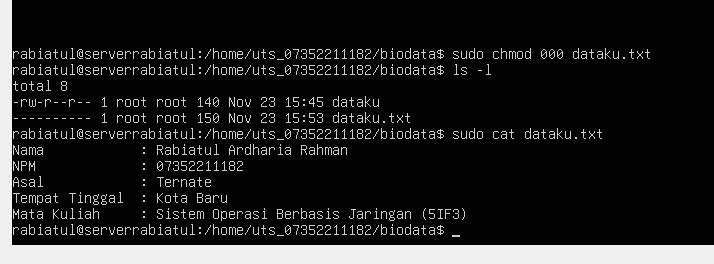 rabiatul@serverrabiatul:/home/uts_07352211182/biodata$ sudo chmod 000 dataku.txt
rabiatul@serverrabiatul:/home/uts_07352211182/biodata$ ls -l
total 8
-rw-r--r-- 1 root root 140 Nov 23 15:45 dataku
---------- 1 root root 150 Nov 23 15:53 dataku.txt
rabiatul@serverrabiatul:/home/uts_07352211182/biodata$ sudo cat dataku.txt
Nama           : Rabiatul Ardharia Rahman
NPM            : 07352211182
Asal           : Ternate
Tempat Tinggal : Kota Baru
Mata Kuliah    : Sistem Operasi Berbasis Jaringan (5IF3)
rabiatul@serverrabiatul:/home/uts_07352211182/biodata$ _